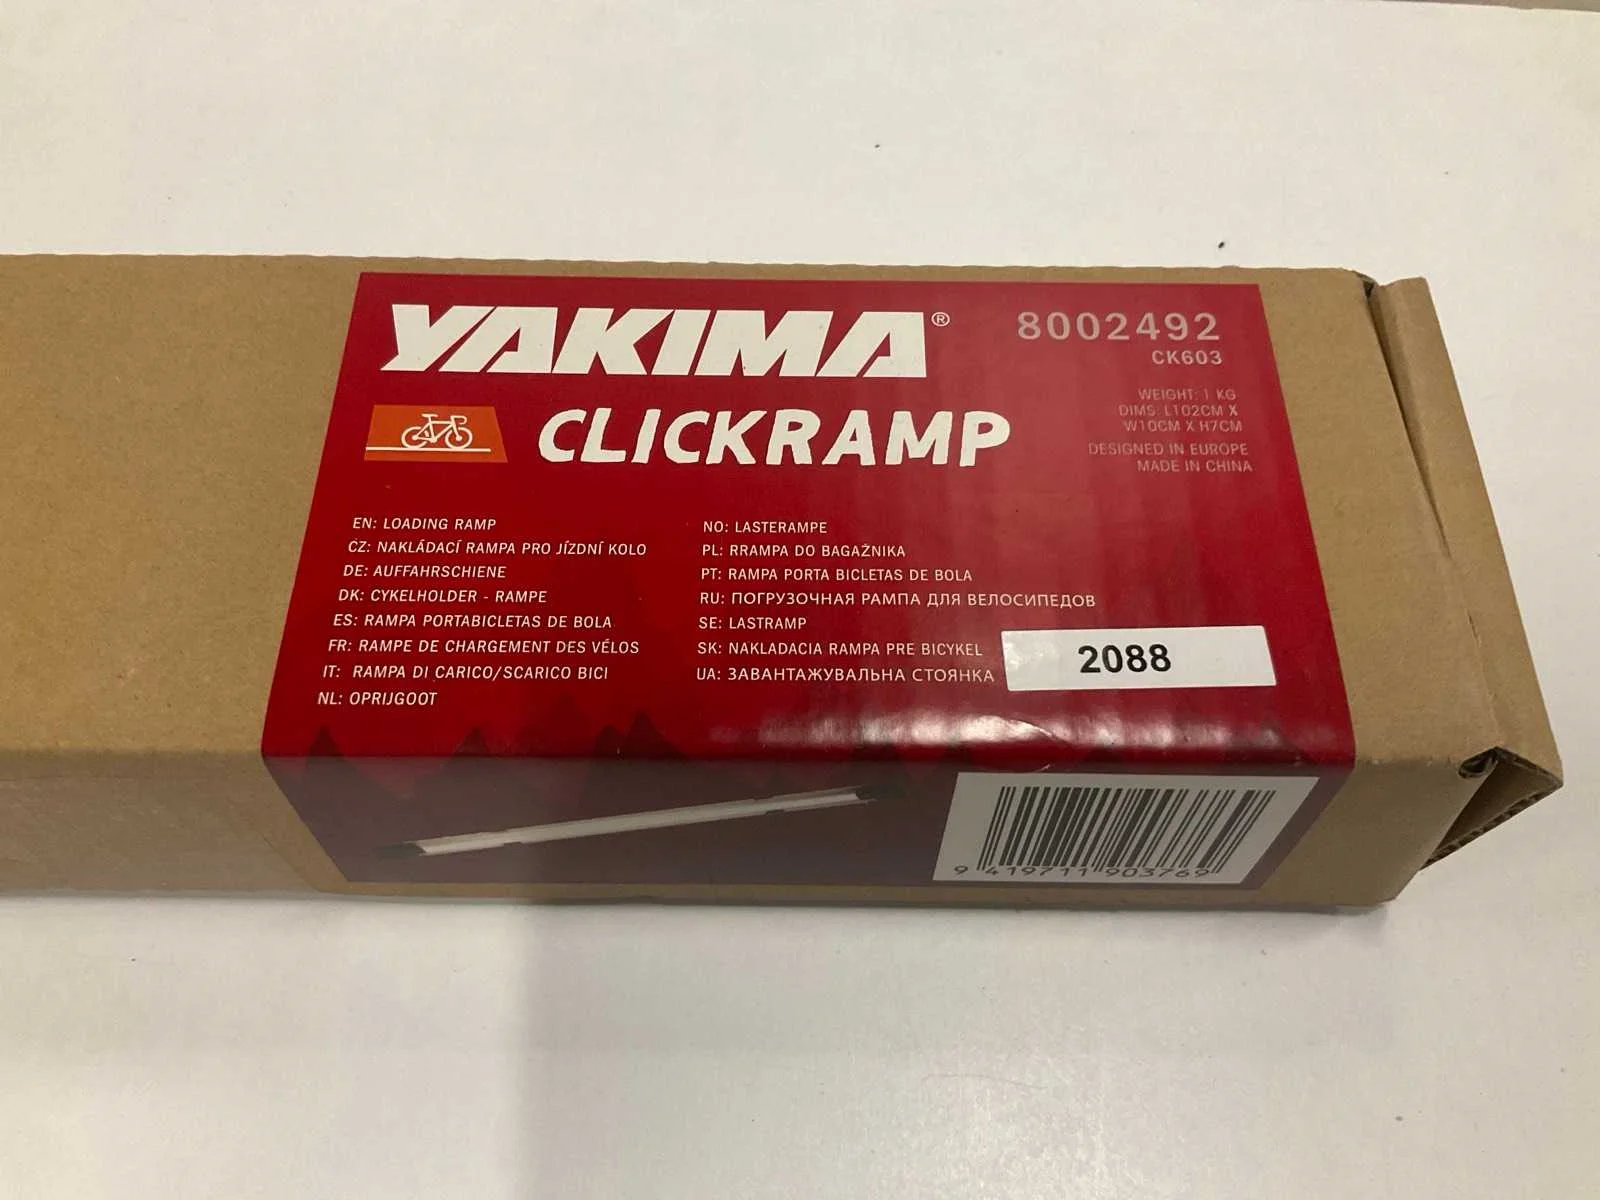 YAKIMA®
CLICKRAMP
8002492
CK603
WEIGHT: 1 KG
DIMS: L102CM X
W10CM X H7CM
DESIGNED IN EUROPE
MADE IN CHINA
EN: LOADING RAMP
CZ: NAKLÁDACÍ RAMPA PRO JÍZDNÍ KOLO
DE: AUFFAHRSCHIENE
DK: CYKELHOLDER - RAMPE
ES: RAMPA PORTABICLETAS DE BOLA
FR: RAMPE DE CHARGEMENT DES VÉLOS
IT: RAMPA DI CARICO/SCARICO BICI
NL: OPRIJGOOT
NO: LASTERAMPE
PL: RRAMPA DO BAGAŻNIKA
PT: RAMPA PORTA BICLETAS DE BOLA
RU: ПОГРУЗОЧНАЯ РАМПА ДЛЯ ВЕЛОСИПЕДОВ
SE: LASTRAMP
SK: NAKLADACIA RAMPA PRE BICYKEL
UA: ЗАВАНТАЖУВАЛЬНА СТОЯНКА
2088
9 419711 903769